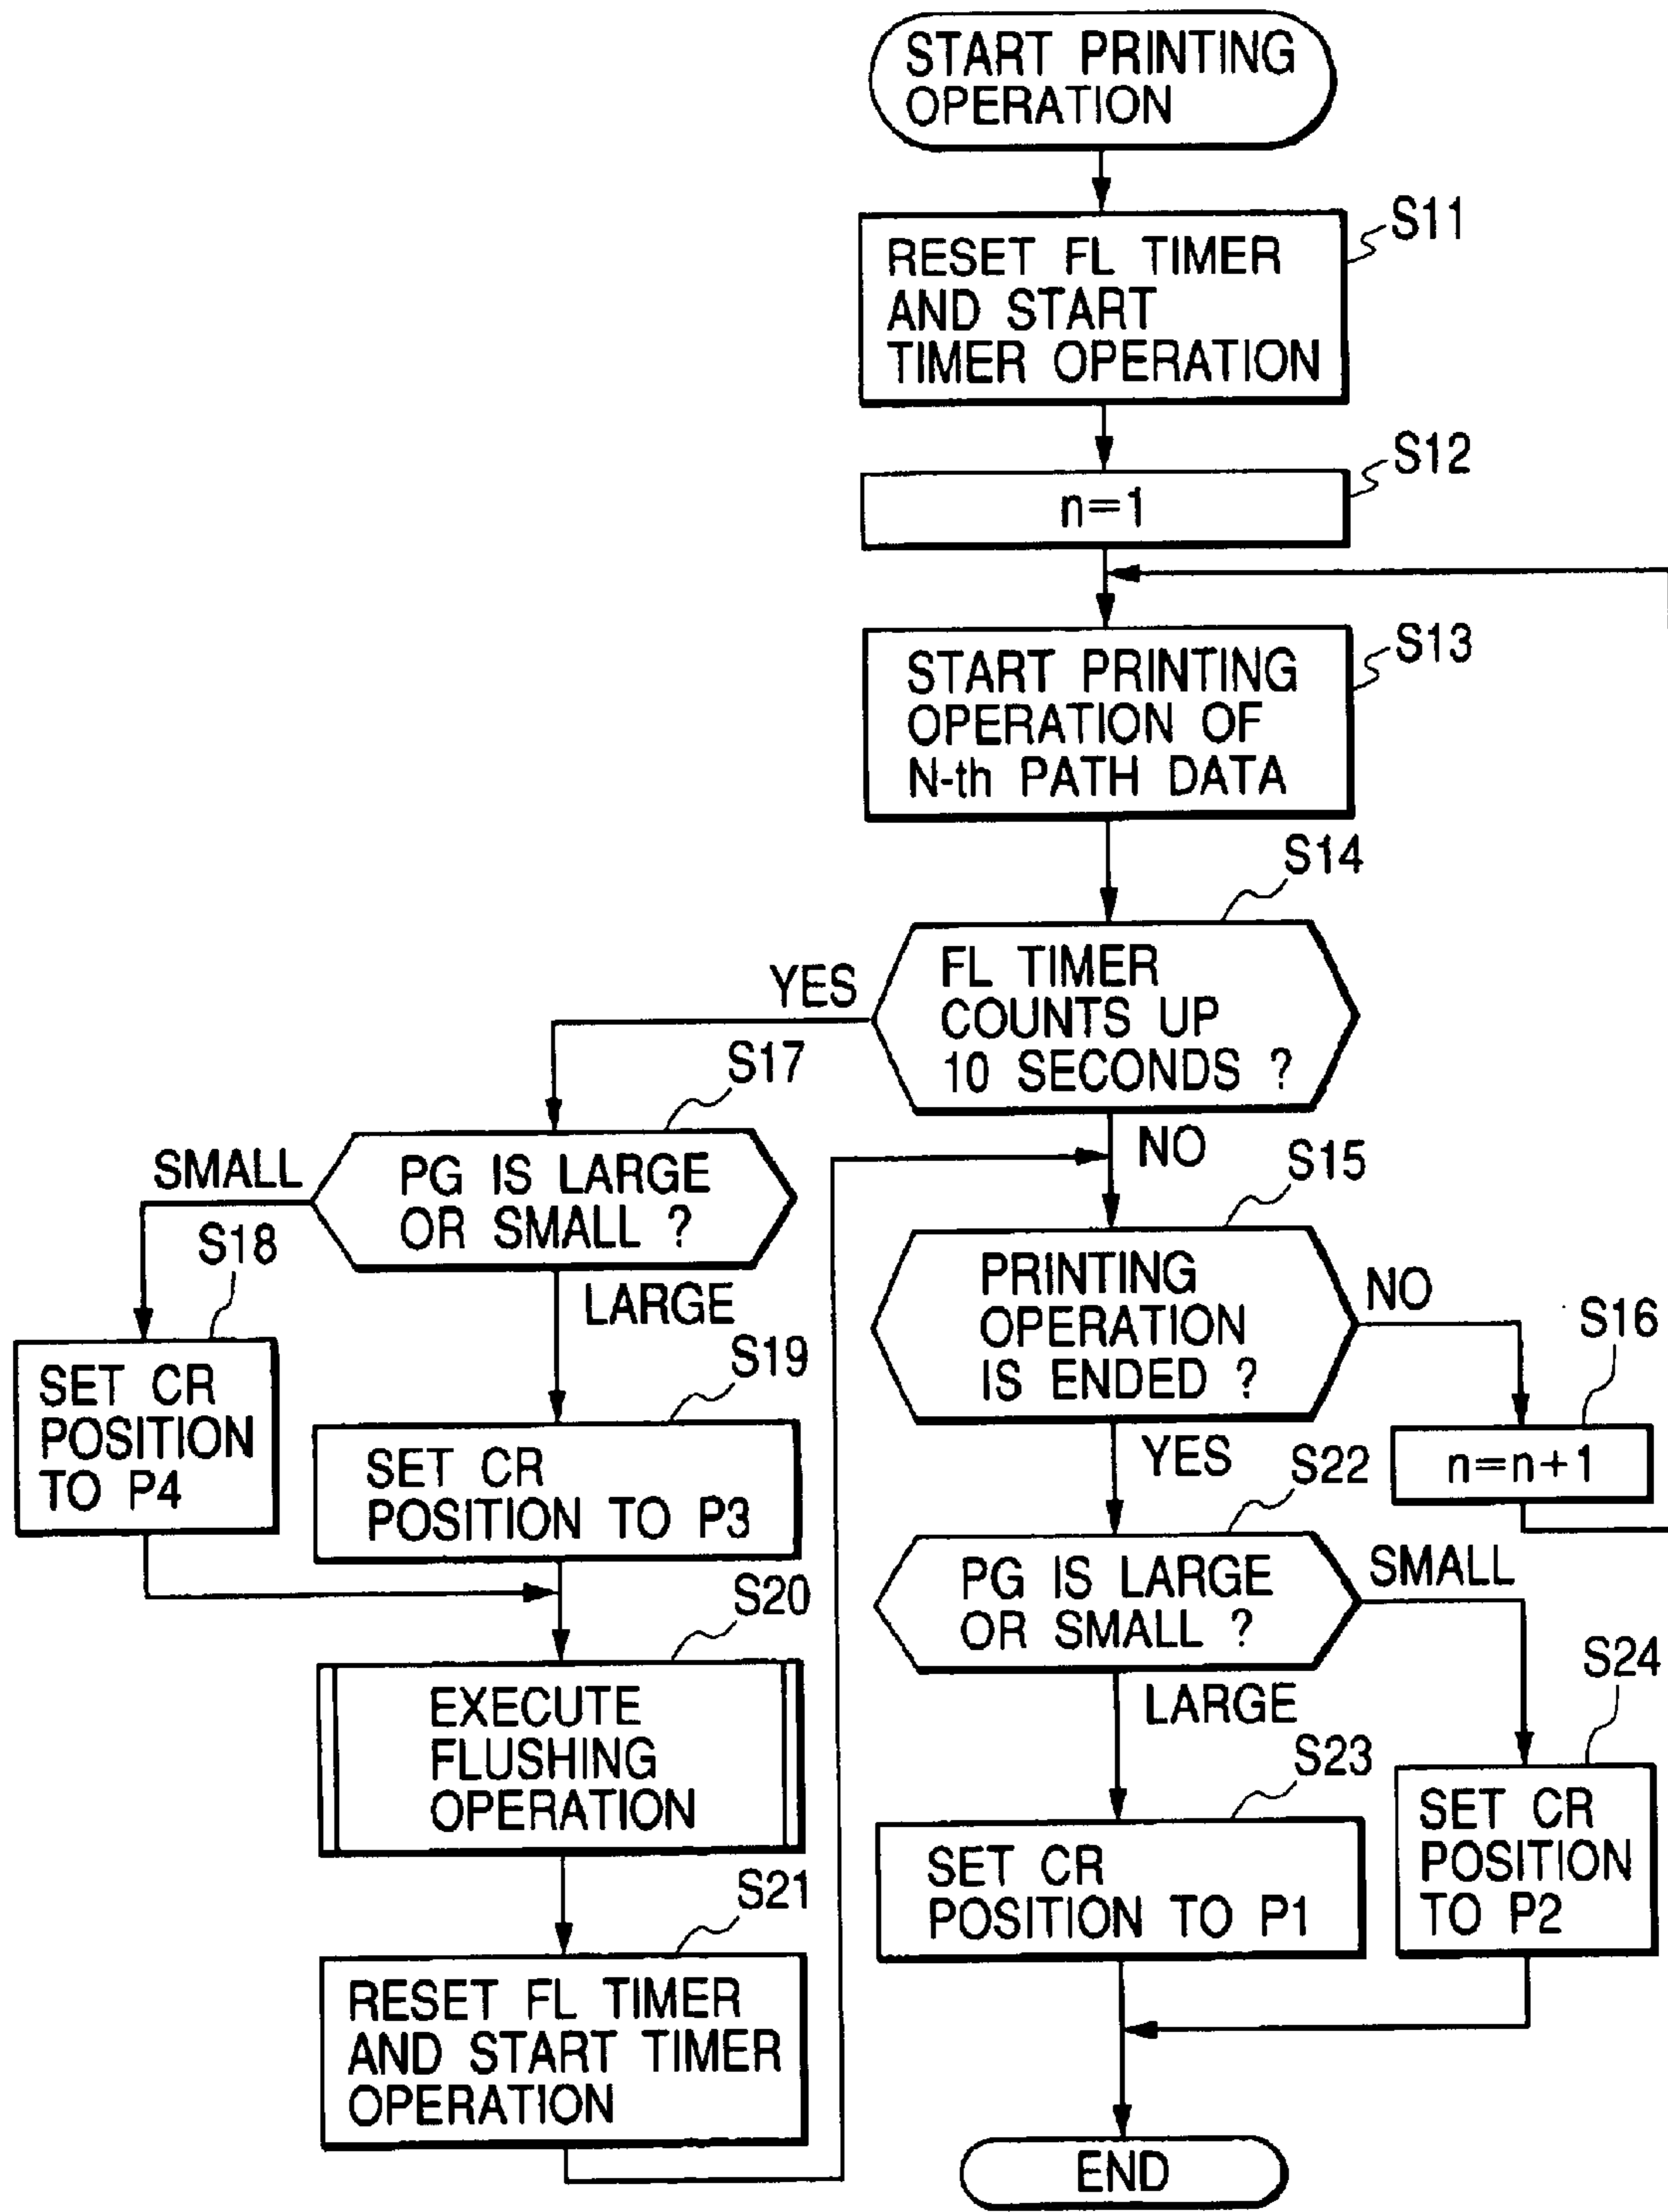 START PRINTING
OPERATION
S11
RESET FL TIMER
AND START
TIMER OPERATION
S12
n=1
S13
START PRINTING
OPERATION OF
N-th PATH DATA
S14
FL TIMER
COUNTS UP
10 SECONDS ?
YES
NO
S17
PG IS LARGE
OR SMALL ?
SMALL
LARGE
S18
SET CR
POSITION
TO P4
S19
SET CR
POSITION TO P3
S20
EXECUTE
FLUSHING
OPERATION
S21
RESET FL TIMER
AND START TIMER
OPERATION
S15
PRINTING
OPERATION
IS ENDED ?
NO
YES
S16
n=n+1
S22
PG IS LARGE
OR SMALL ?
SMALL
LARGE
S23
SET CR
POSITION TO P1
S24
SET CR
POSITION
TO P2
END